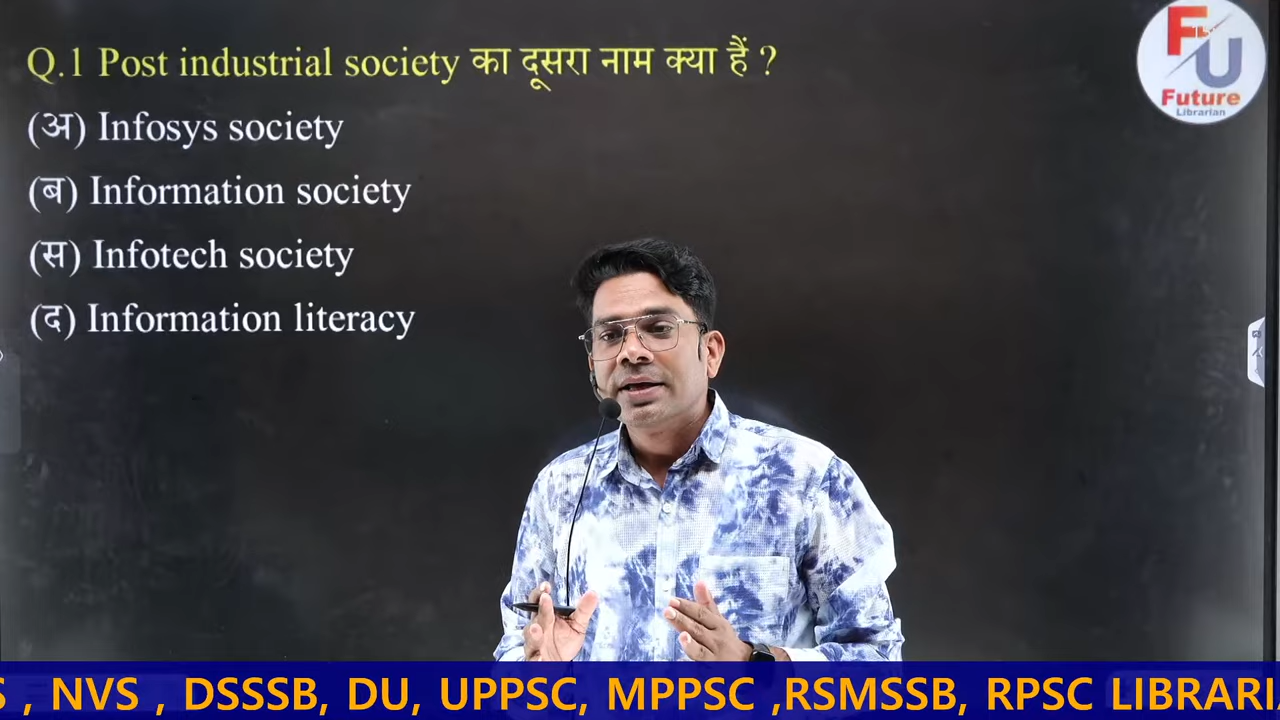 Q.1 Post industrial society का दूसरा नाम क्या हैं ?
(अ) Infosys society
(ब) Information society
(स) Infotech society
(द) Information literacy
FU
Future
Librarian
, NVS , DSSSB, DU, UPPSC, MPPSC ,RSMSSB, RPSC